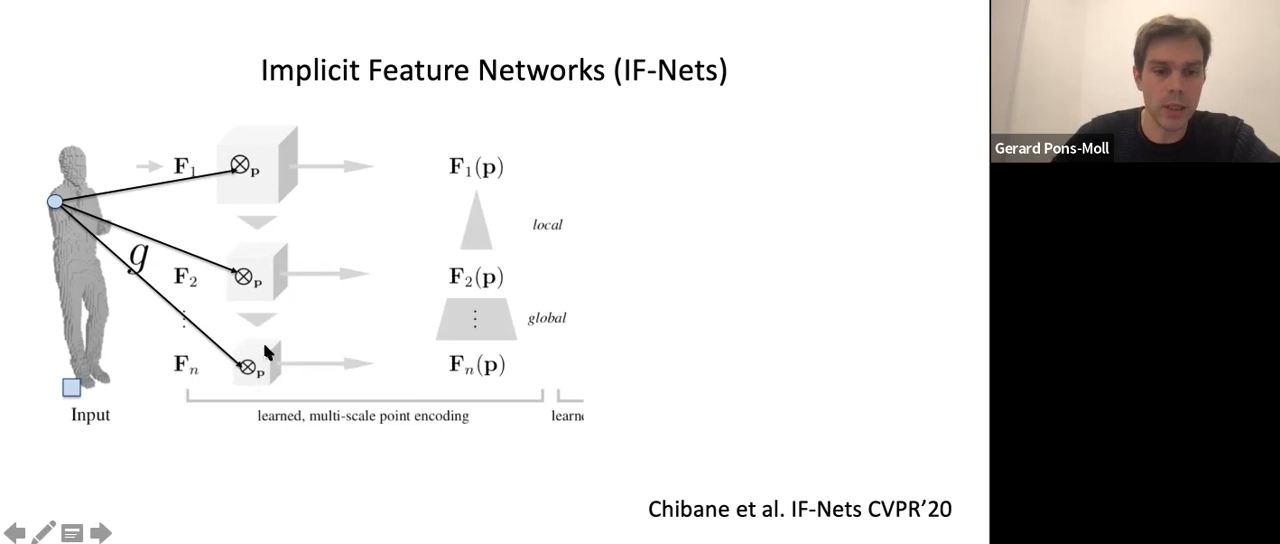 Implicit Feature Networks (IF-Nets)
Gerard Pons-Moll
F1 ⊗p F1(p)
local
g
F2 ⊗p F2(p)
⋮ ⋮ global
Fn ⊗p Fn(p)
Input learned, multi-scale point encoding
Chibane et al. IF-Nets CVPR'20